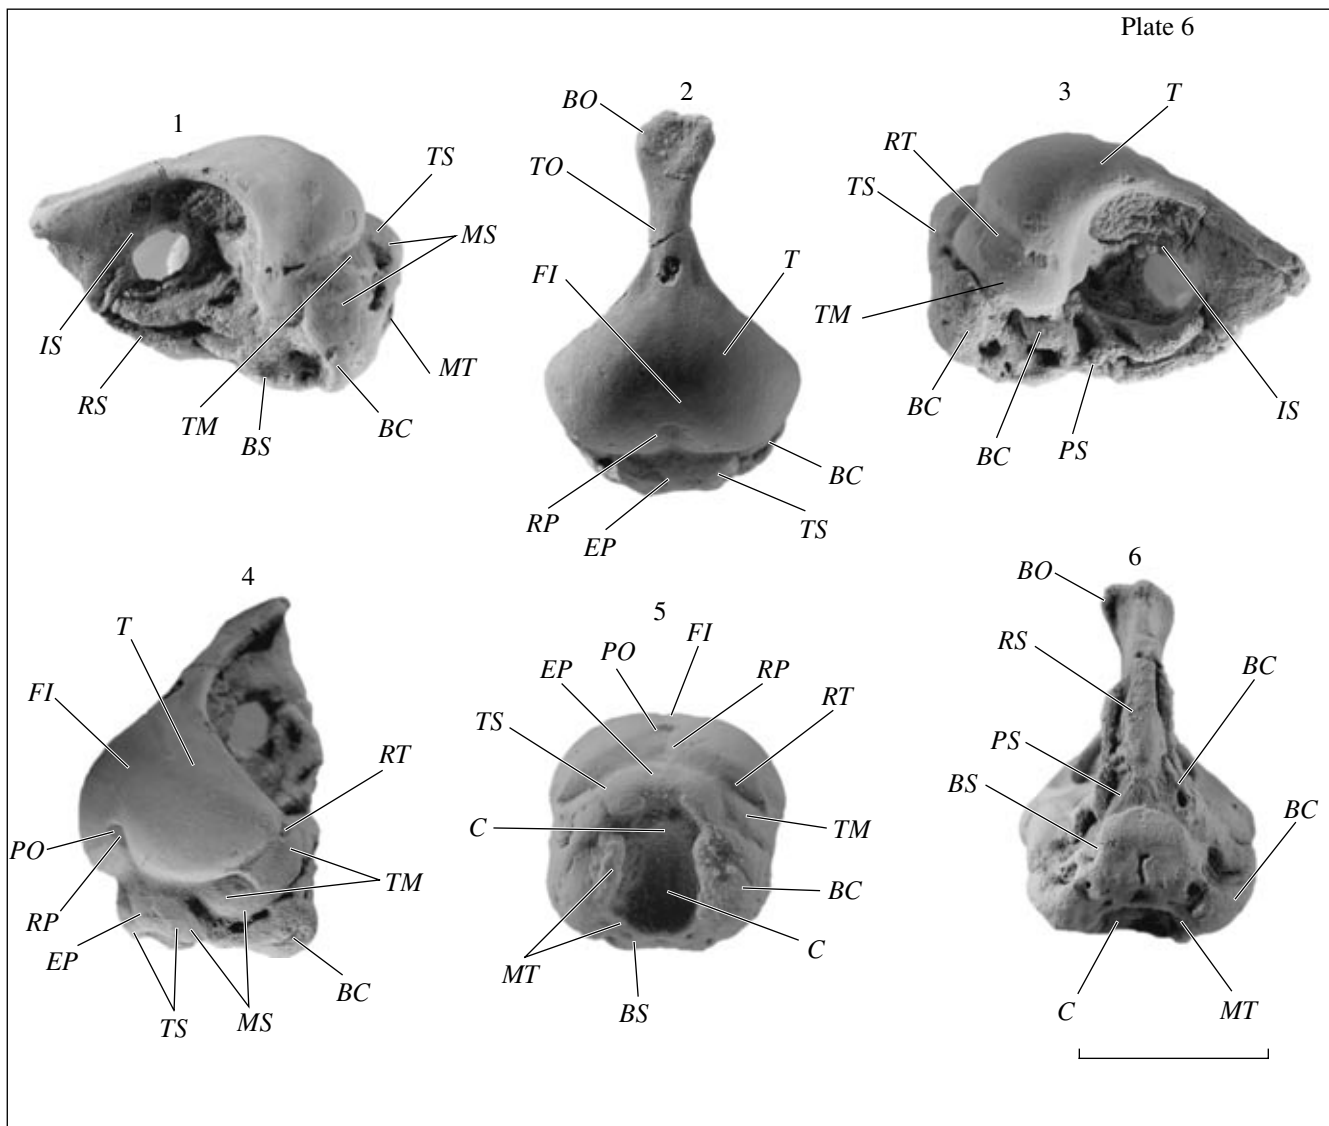 Plate 6
1
TS
MS
IS
RS
TM
BS
BC
MT
2
BO
TO
FI
T
RP
EP
TS
BC
3
T
RT
TS
TM
BC
BC
PS
IS
4
T
FI
RT
PO
RP
TM
EP
TS
MS
BC
5
FI
PO
EP
RP
TS
RT
C
TM
BC
MT
C
BS
6
BO
RS
BC
PS
BS
BC
C
MT